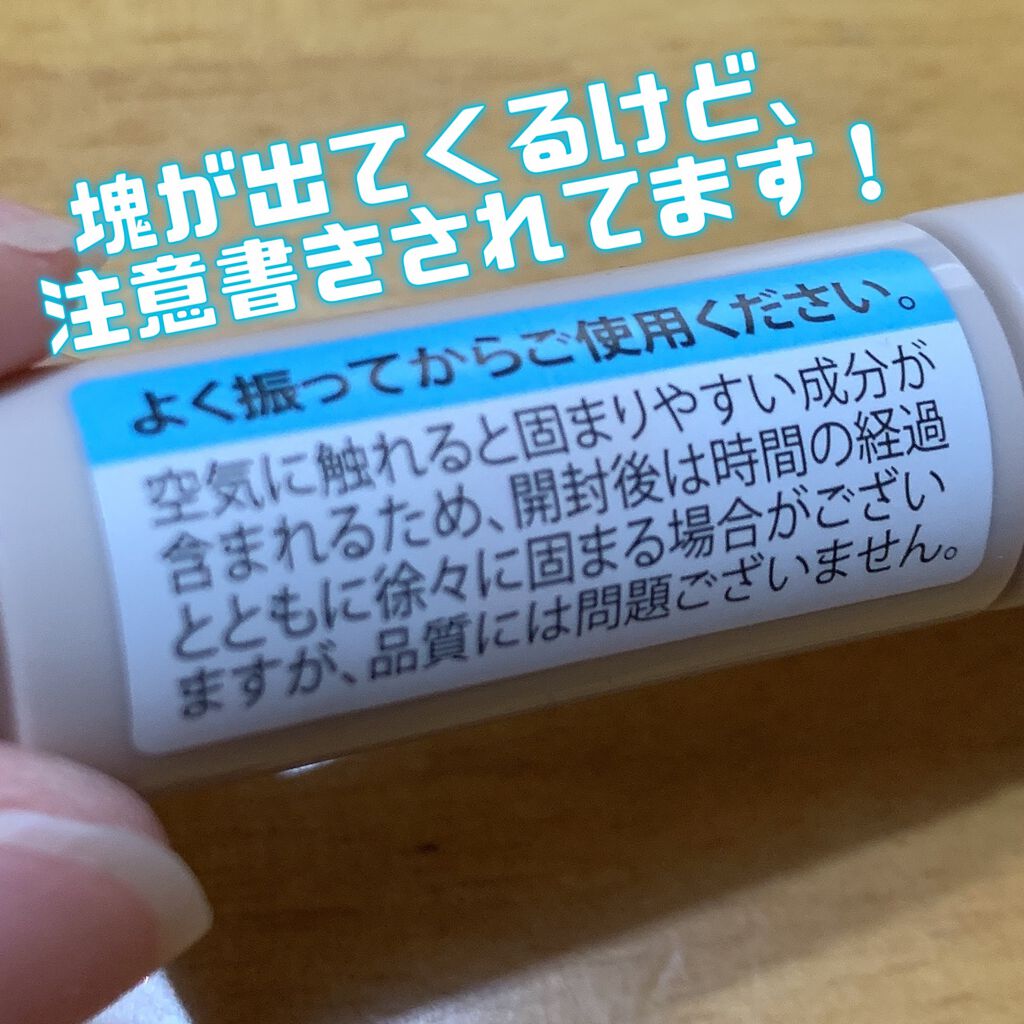 塊が出てくるけど、
注意書きされてます！
よく振ってからご使用ください。
空気に触れると固まりやすい成分が
含まれるため、開封後は時間の経過
とともに徐々に固まる場合がござい
ますが、品質には問題ございません。